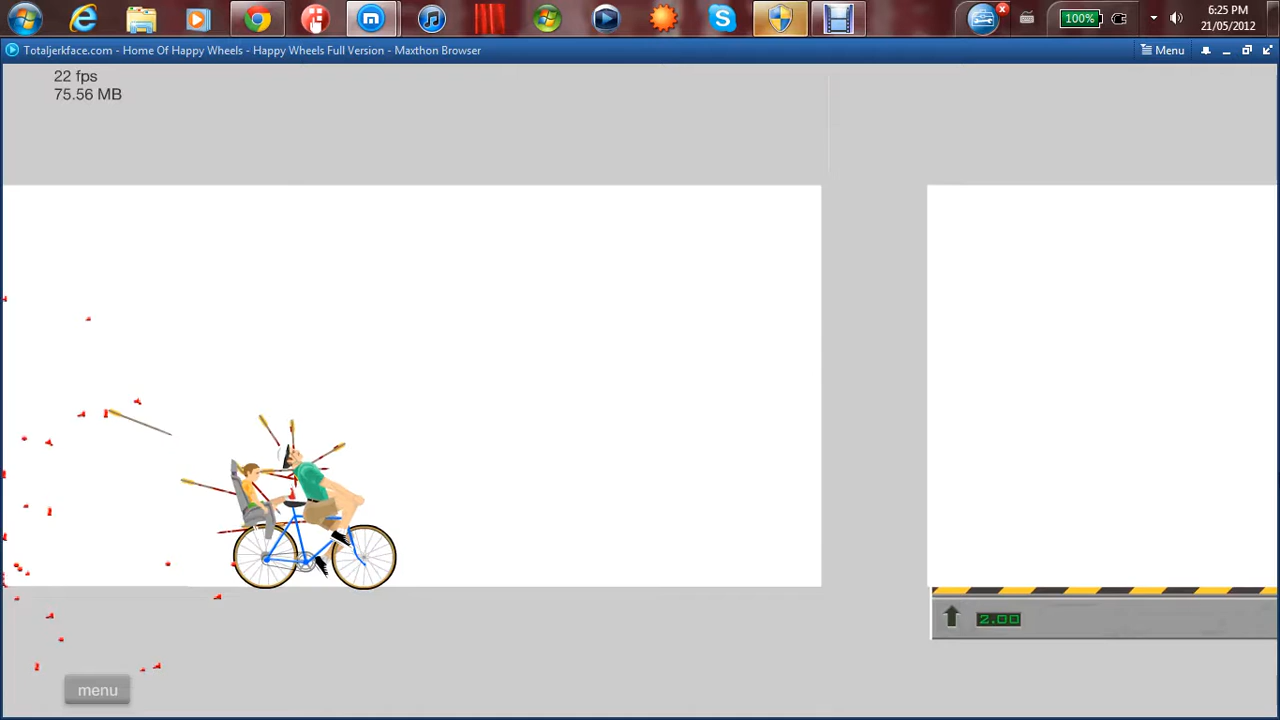 100%
6:25 PM
21/05/2012
Totaljerkface.com - Home Of Happy Wheels - Happy Wheels Full Version - Maxthon Browser
Menu
22 fps
75.56 MB
2.00
menu